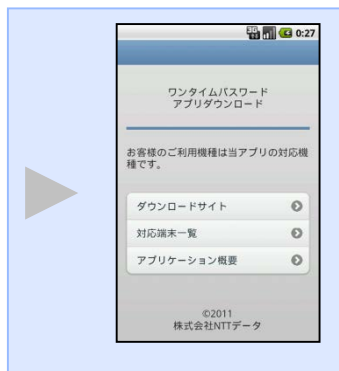 0:27
ワンタイムパスワード
アプリダウンロード
お客様のご利用機種は当アプリの対応機
種です。
ダウンロードサイト
対応端末一覧
アプリケーション概要
©2011
株式会社NTTデータ